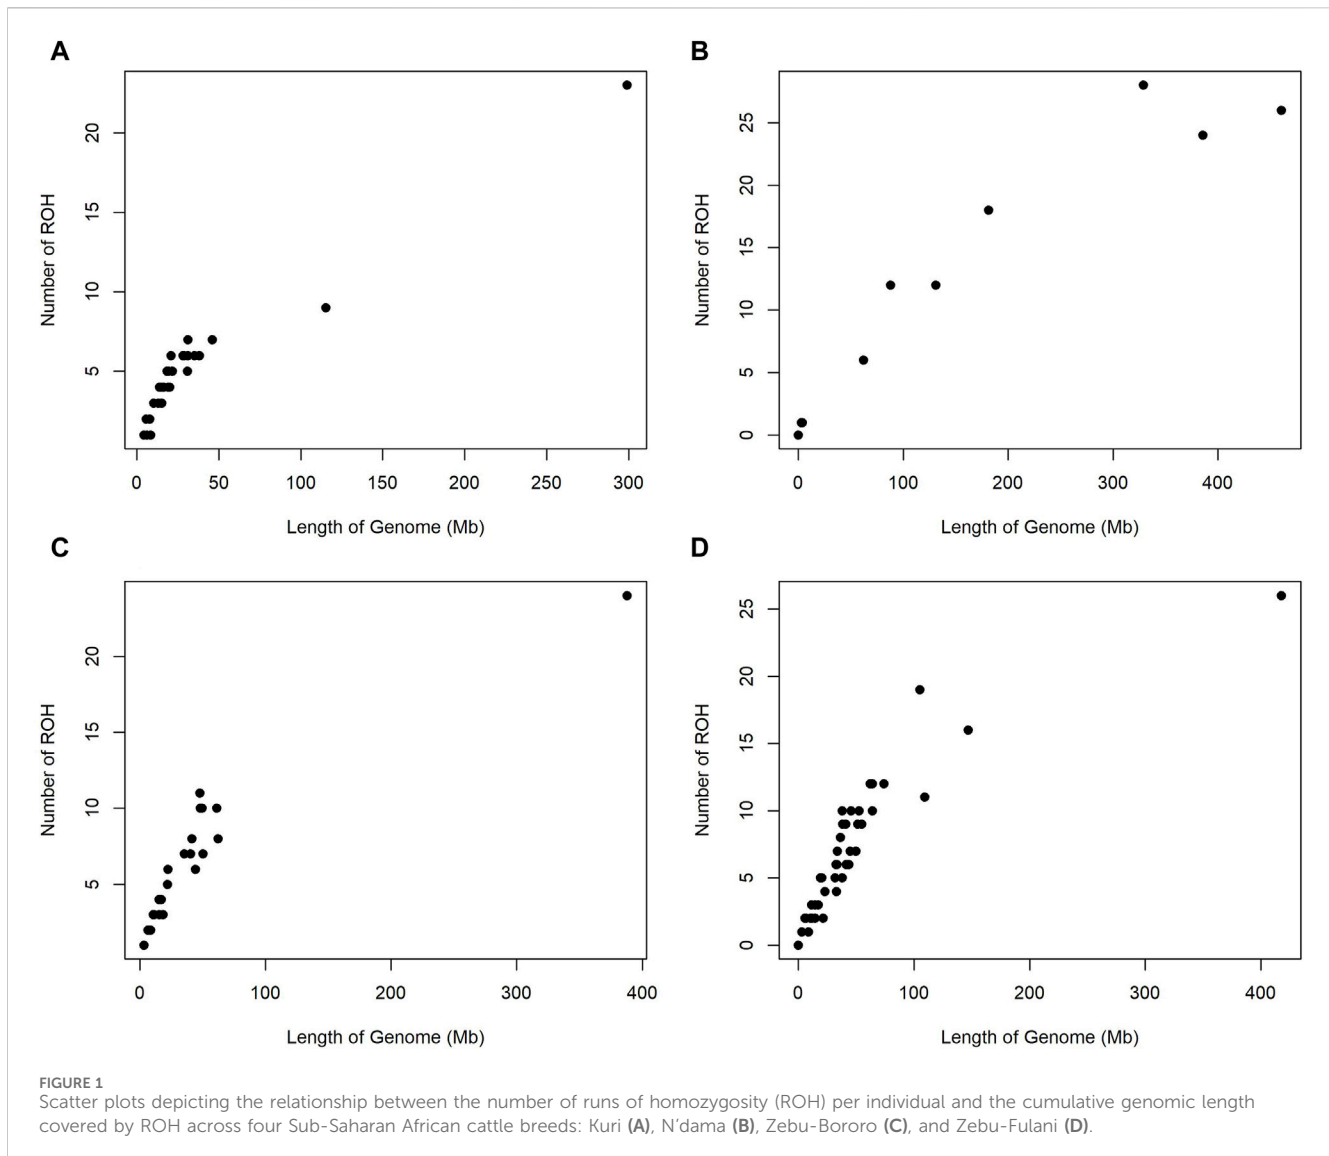 A
Number of ROH
20
15
10
5
0 50 100 150 200 250 300
Length of Genome (Mb)
B
Number of ROH
25
20
15
10
5
0
0 100 200 300 400
Length of Genome (Mb)
C
Number of ROH
20
15
10
5
0 100 200 300 400
Length of Genome (Mb)
D
Number of ROH
25
20
15
10
5
0
0 100 200 300 400
Length of Genome (Mb)
FIGURE 1
Scatter plots depicting the relationship between the number of runs of homozygosity (ROH) per individual and the cumulative genomic length
covered by ROH across four Sub-Saharan African cattle breeds: Kuri (A), N’dama (B), Zebu-Bororo (C), and Zebu-Fulani (D).